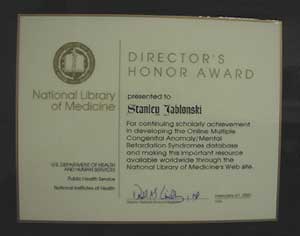 DIRECTOR'S
HONOR AWARD
National Library
of Medicine
presented to
Stanley Jablonski
For continuing scholarly achievement
in developing the Online Multiple
Congenital Anomaly/Mental
Retardation Syndromes database
and making this important resource
available worldwide through the
National Library of Medicine's Web site.
U.S. DEPARTMENT OF HEALTH
AND HUMAN SERVICES
Public Health Service
National Institutes of Health